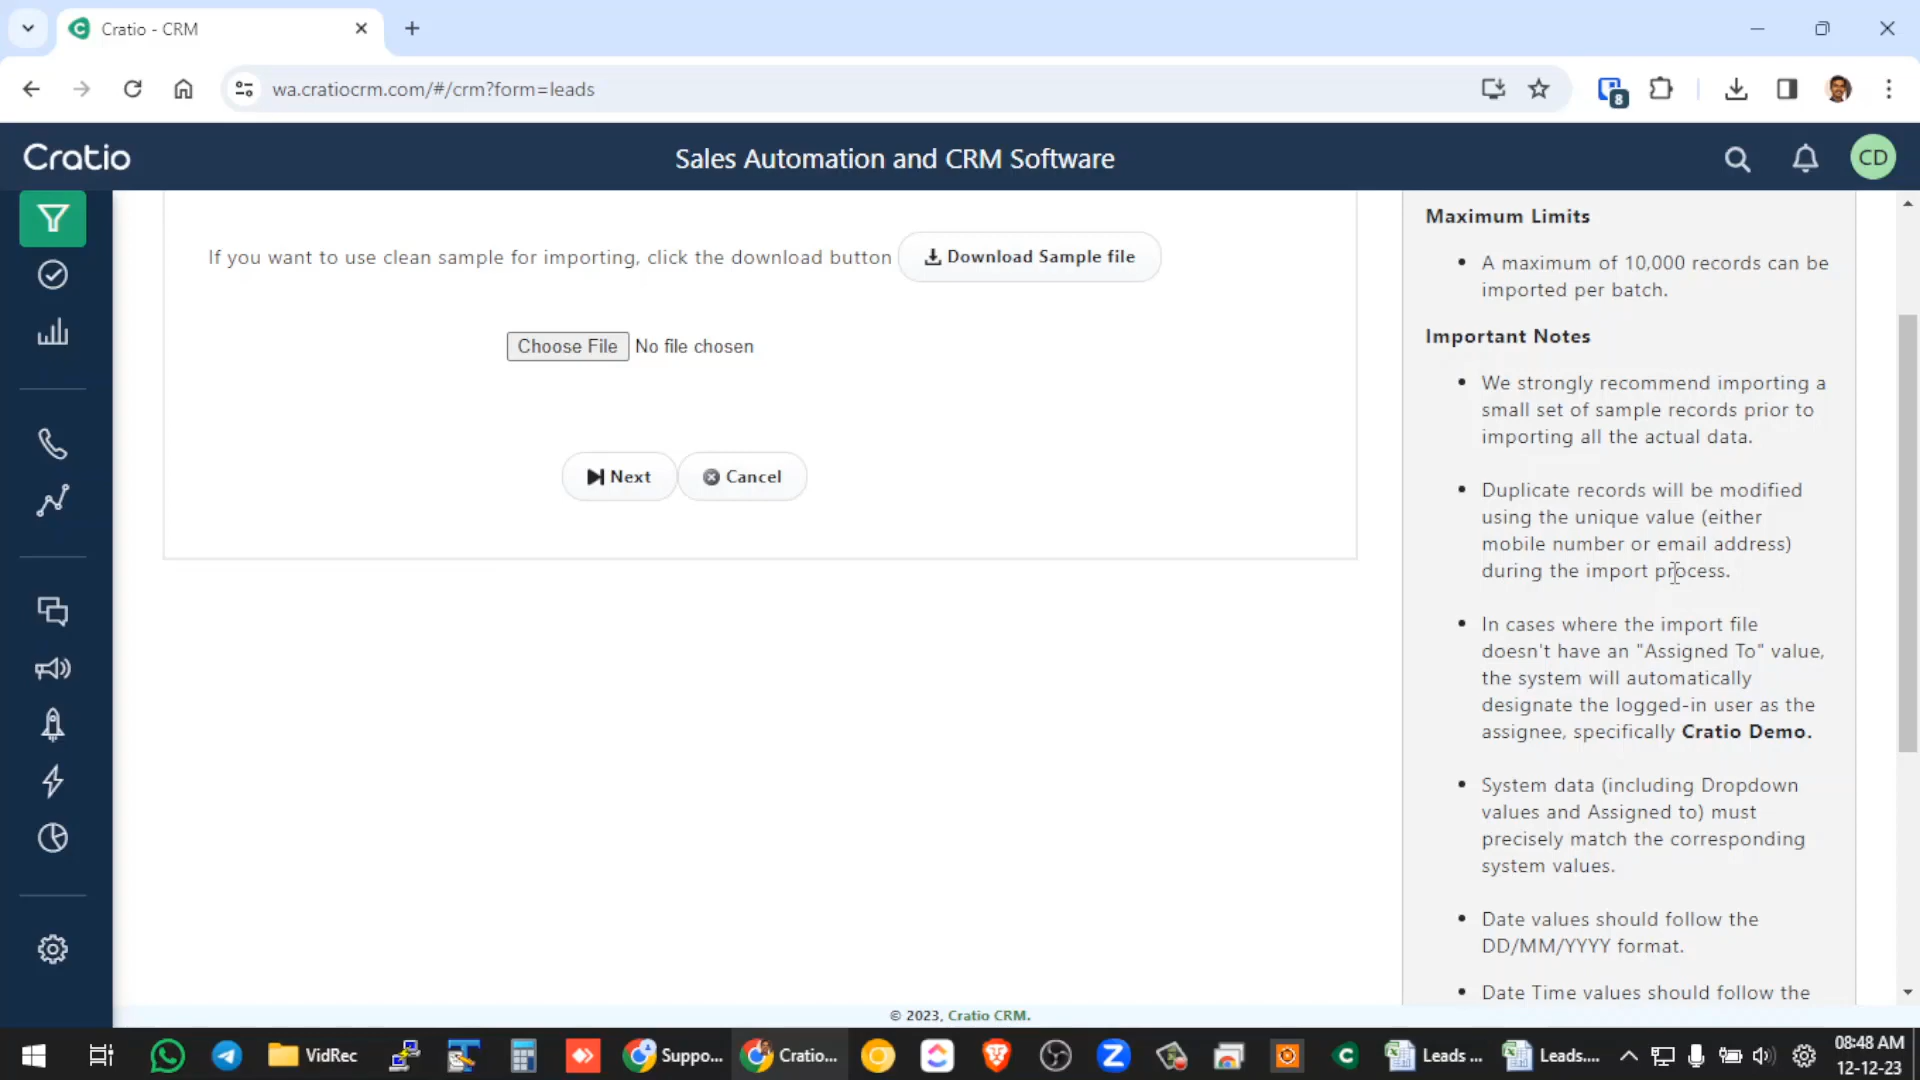 Cratio - CRM
wa.cratiocrm.com/#/crm?form=leads
8
Cratio
Sales Automation and CRM Software
CD
If you want to use clean sample for importing, click the download button
Download Sample file
Choose File No file chosen
Next
Cancel
Maximum Limits
A maximum of 10,000 records can be
imported per batch.
Important Notes
We strongly recommend importing a
small set of sample records prior to
importing all the actual data.
Duplicate records will be modified
using the unique value (either
mobile number or email address)
during the import process.
In cases where the import file
doesn't have an "Assigned To" value,
the system will automatically
designate the logged-in user as the
assignee, specifically Cratio Demo.
System data (including Dropdown
values and Assigned to) must
precisely match the corresponding
system values.
Date values should follow the
DD/MM/YYYY format.
Date Time values should follow the
© 2023, Cratio CRM.
VidRec
Suppo...
Cratio...
Leads ...
Leads....
08:48 AM
12-12-23